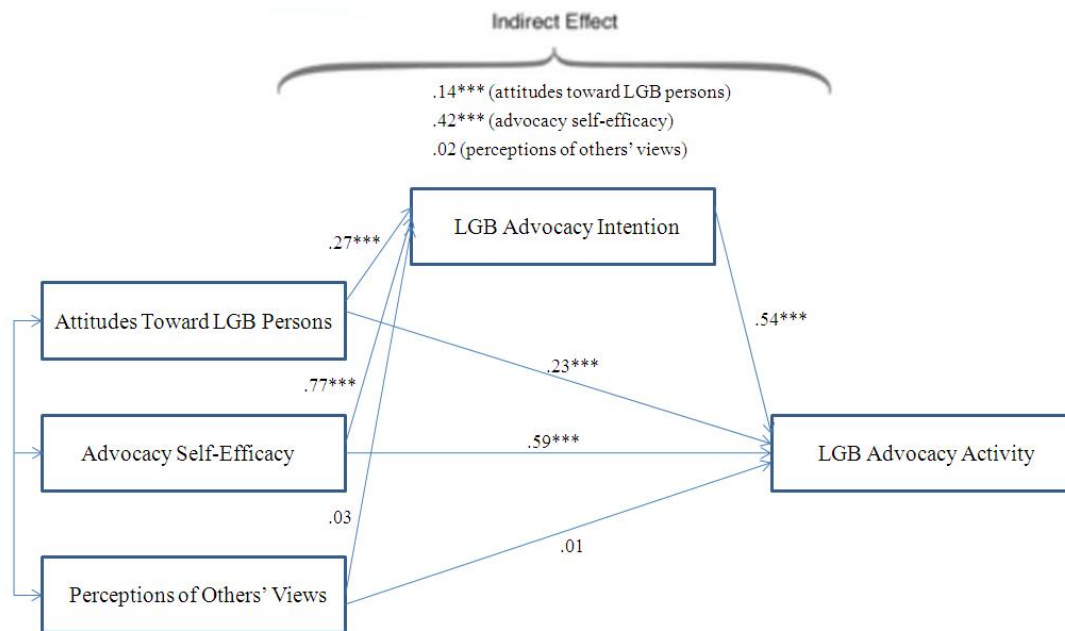 Indirect Effect
.14*** (attitudes toward LGB persons)
.42*** (advocacy self-efficacy)
.02 (perceptions of others’ views)
LGB Advocacy Intention
.27***
Attitudes Toward LGB Persons
.54***
.23***
.77***
Advocacy Self-Efficacy
.59***
LGB Advocacy Activity
.03
.01
Perceptions of Others’ Views